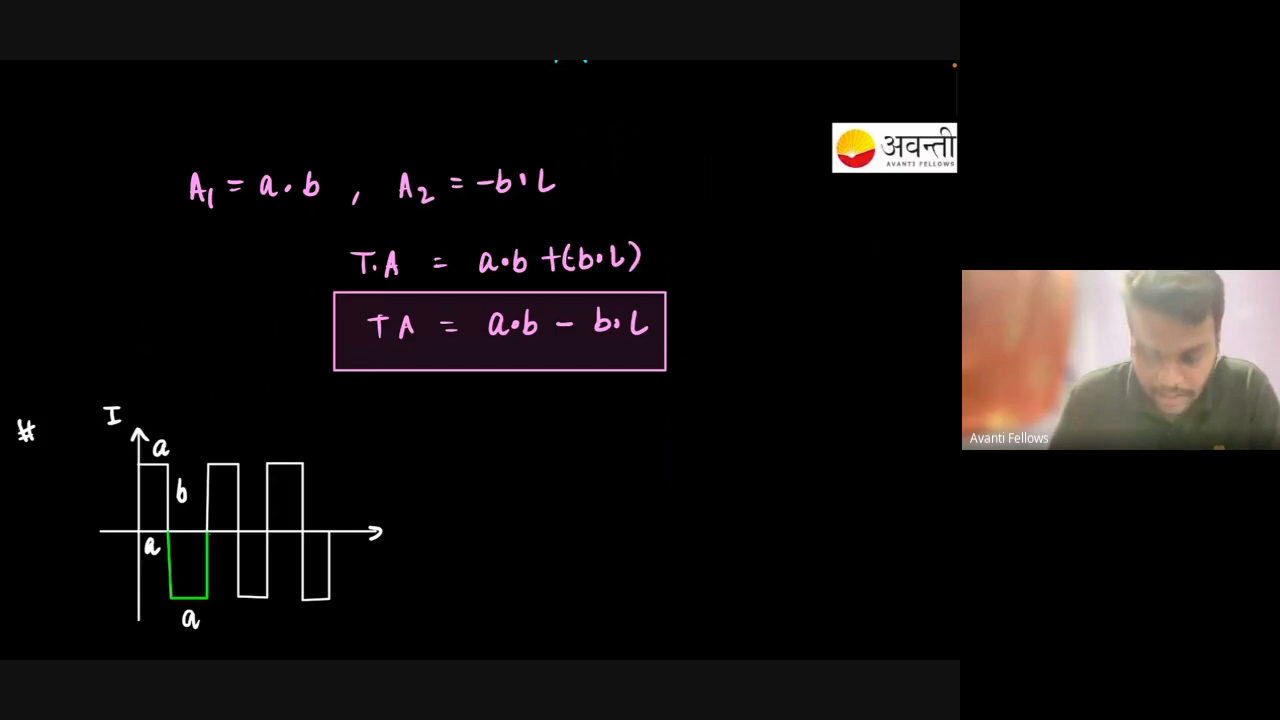 अवन्ती
AVANTI FELLOWS
A₁ = a · b , A₂ = -b · L
T.A = a·b +(-b·L)
TA = a·b - b·L
#
I
a
b
a
a
Avanti Fellows